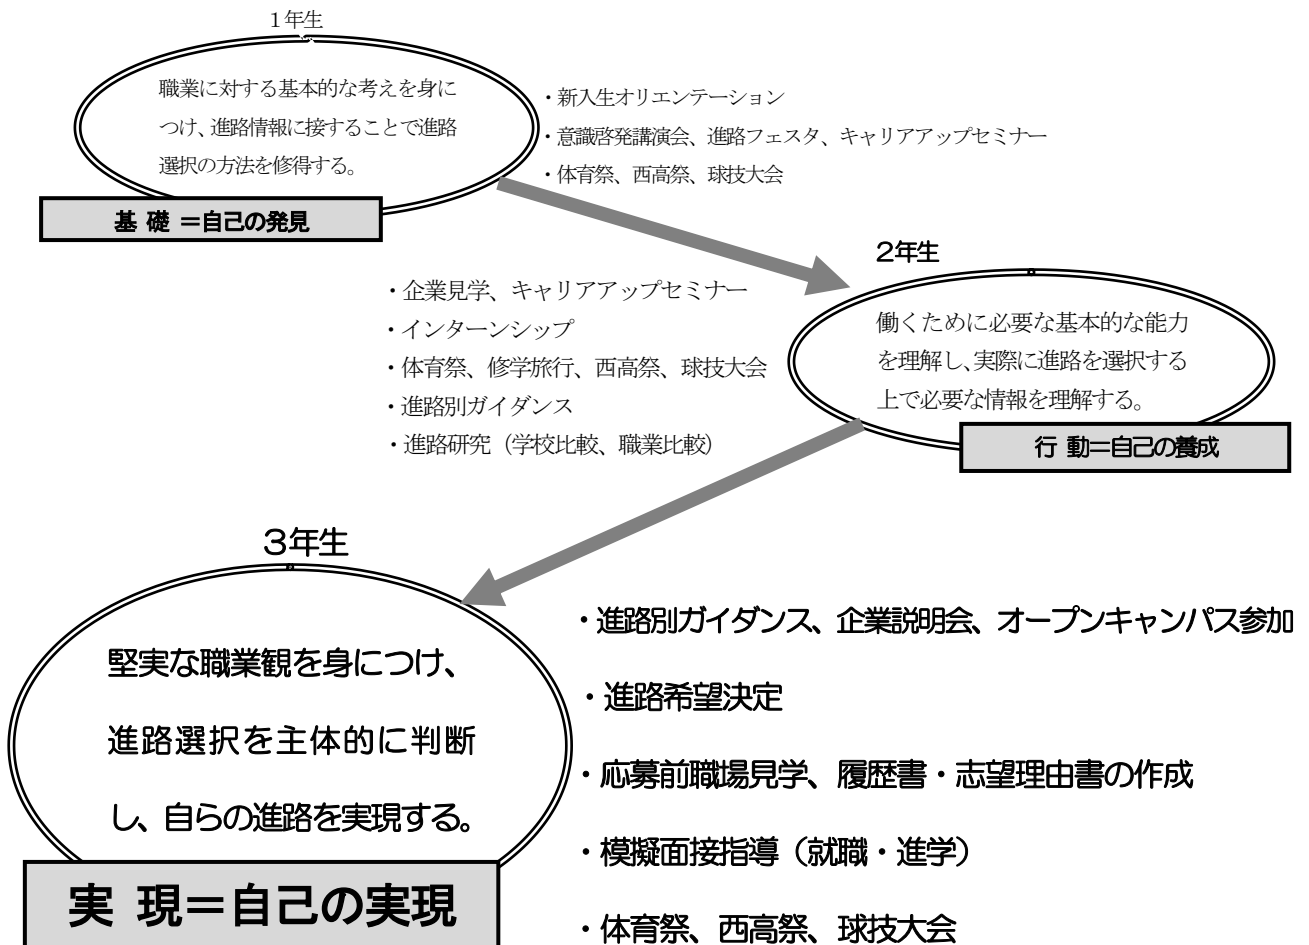 １年生
職業に対する基本的な考えを身に
つけ、進路情報に接することで進路
選択の方法を修得する。
基 礎 ＝自己の発見
・新入生オリエンテーション
・意識啓発講演会、進路フェスタ、キャリアアップセミナー
・体育祭、西高祭、球技大会
２年生
働くために必要な基本的な能力
を理解し、実際に進路を選択する
上で必要な情報を理解する。
行 動＝自己の養成
・企業見学、キャリアアップセミナー
・インターンシップ
・体育祭、修学旅行、西高祭、球技大会
・進路別ガイダンス
・進路研究（学校比較、職業比較）
３年生
堅実な職業観を身につけ、
進路選択を主体的に判断
し、自らの進路を実現する。
実 現＝自己の実現
・進路別ガイダンス、企業説明会、オープンキャンパス参加
・進路希望決定
・応募前職場見学、履歴書・志望理由書の作成
・模擬面接指導（就職・進学）
・体育祭、西高祭、球技大会